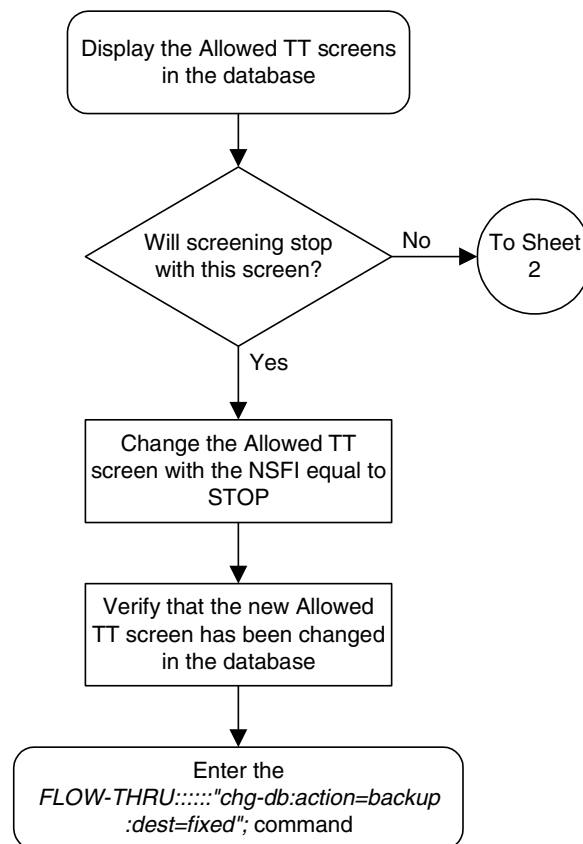 Display the Allowed TT screens
in the database
Will screening stop
with this screen?
No
To Sheet
2
Yes
Change the Allowed TT
screen with the NSFI equal to
STOP
Verify that the new Allowed
TT screen has been changed
in the database
Enter the
FLOW-THRU::::::"chg-db:action=backup
:dest=fixed"; command